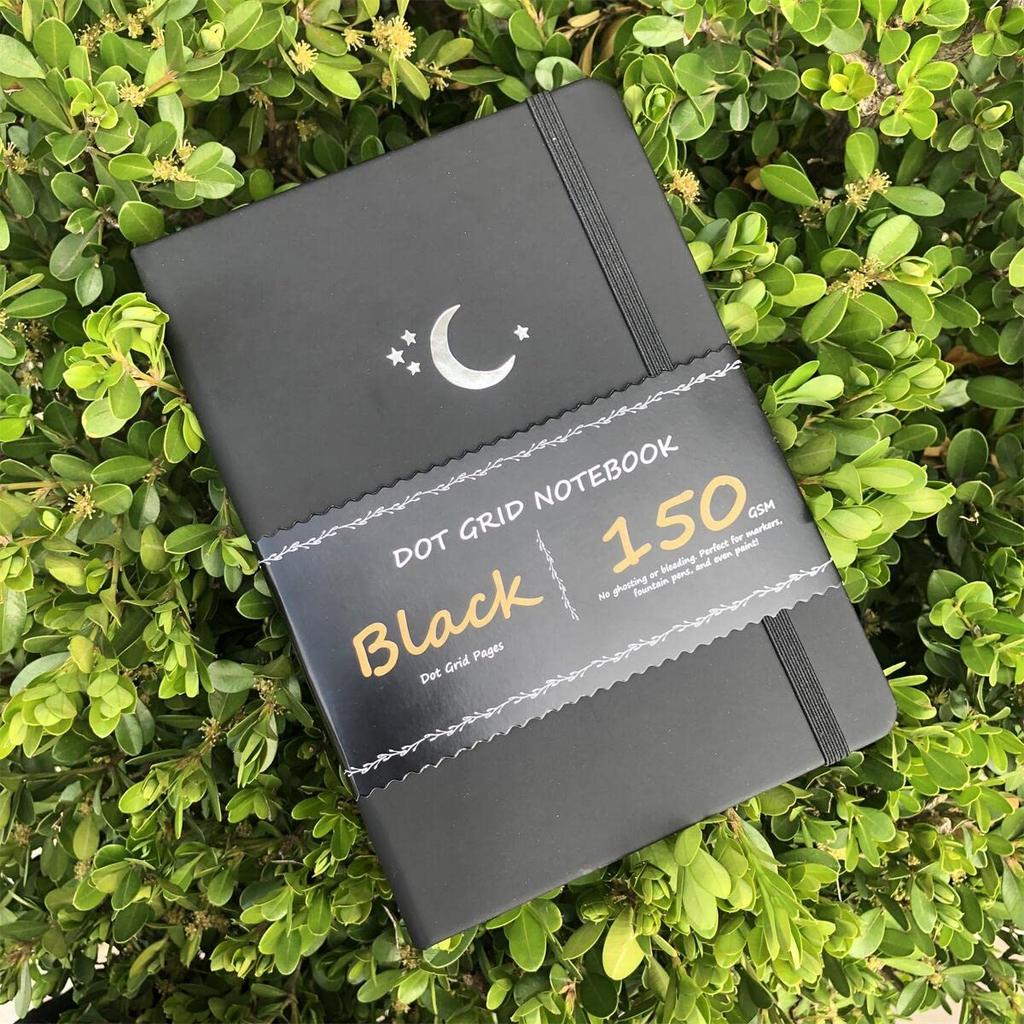 DOT GRID NOTEBOOK
Black
Dot Grid Pages
150 GSM
No ghosting or bleeding. Perfect for markers,
fountain pens, and even paint!